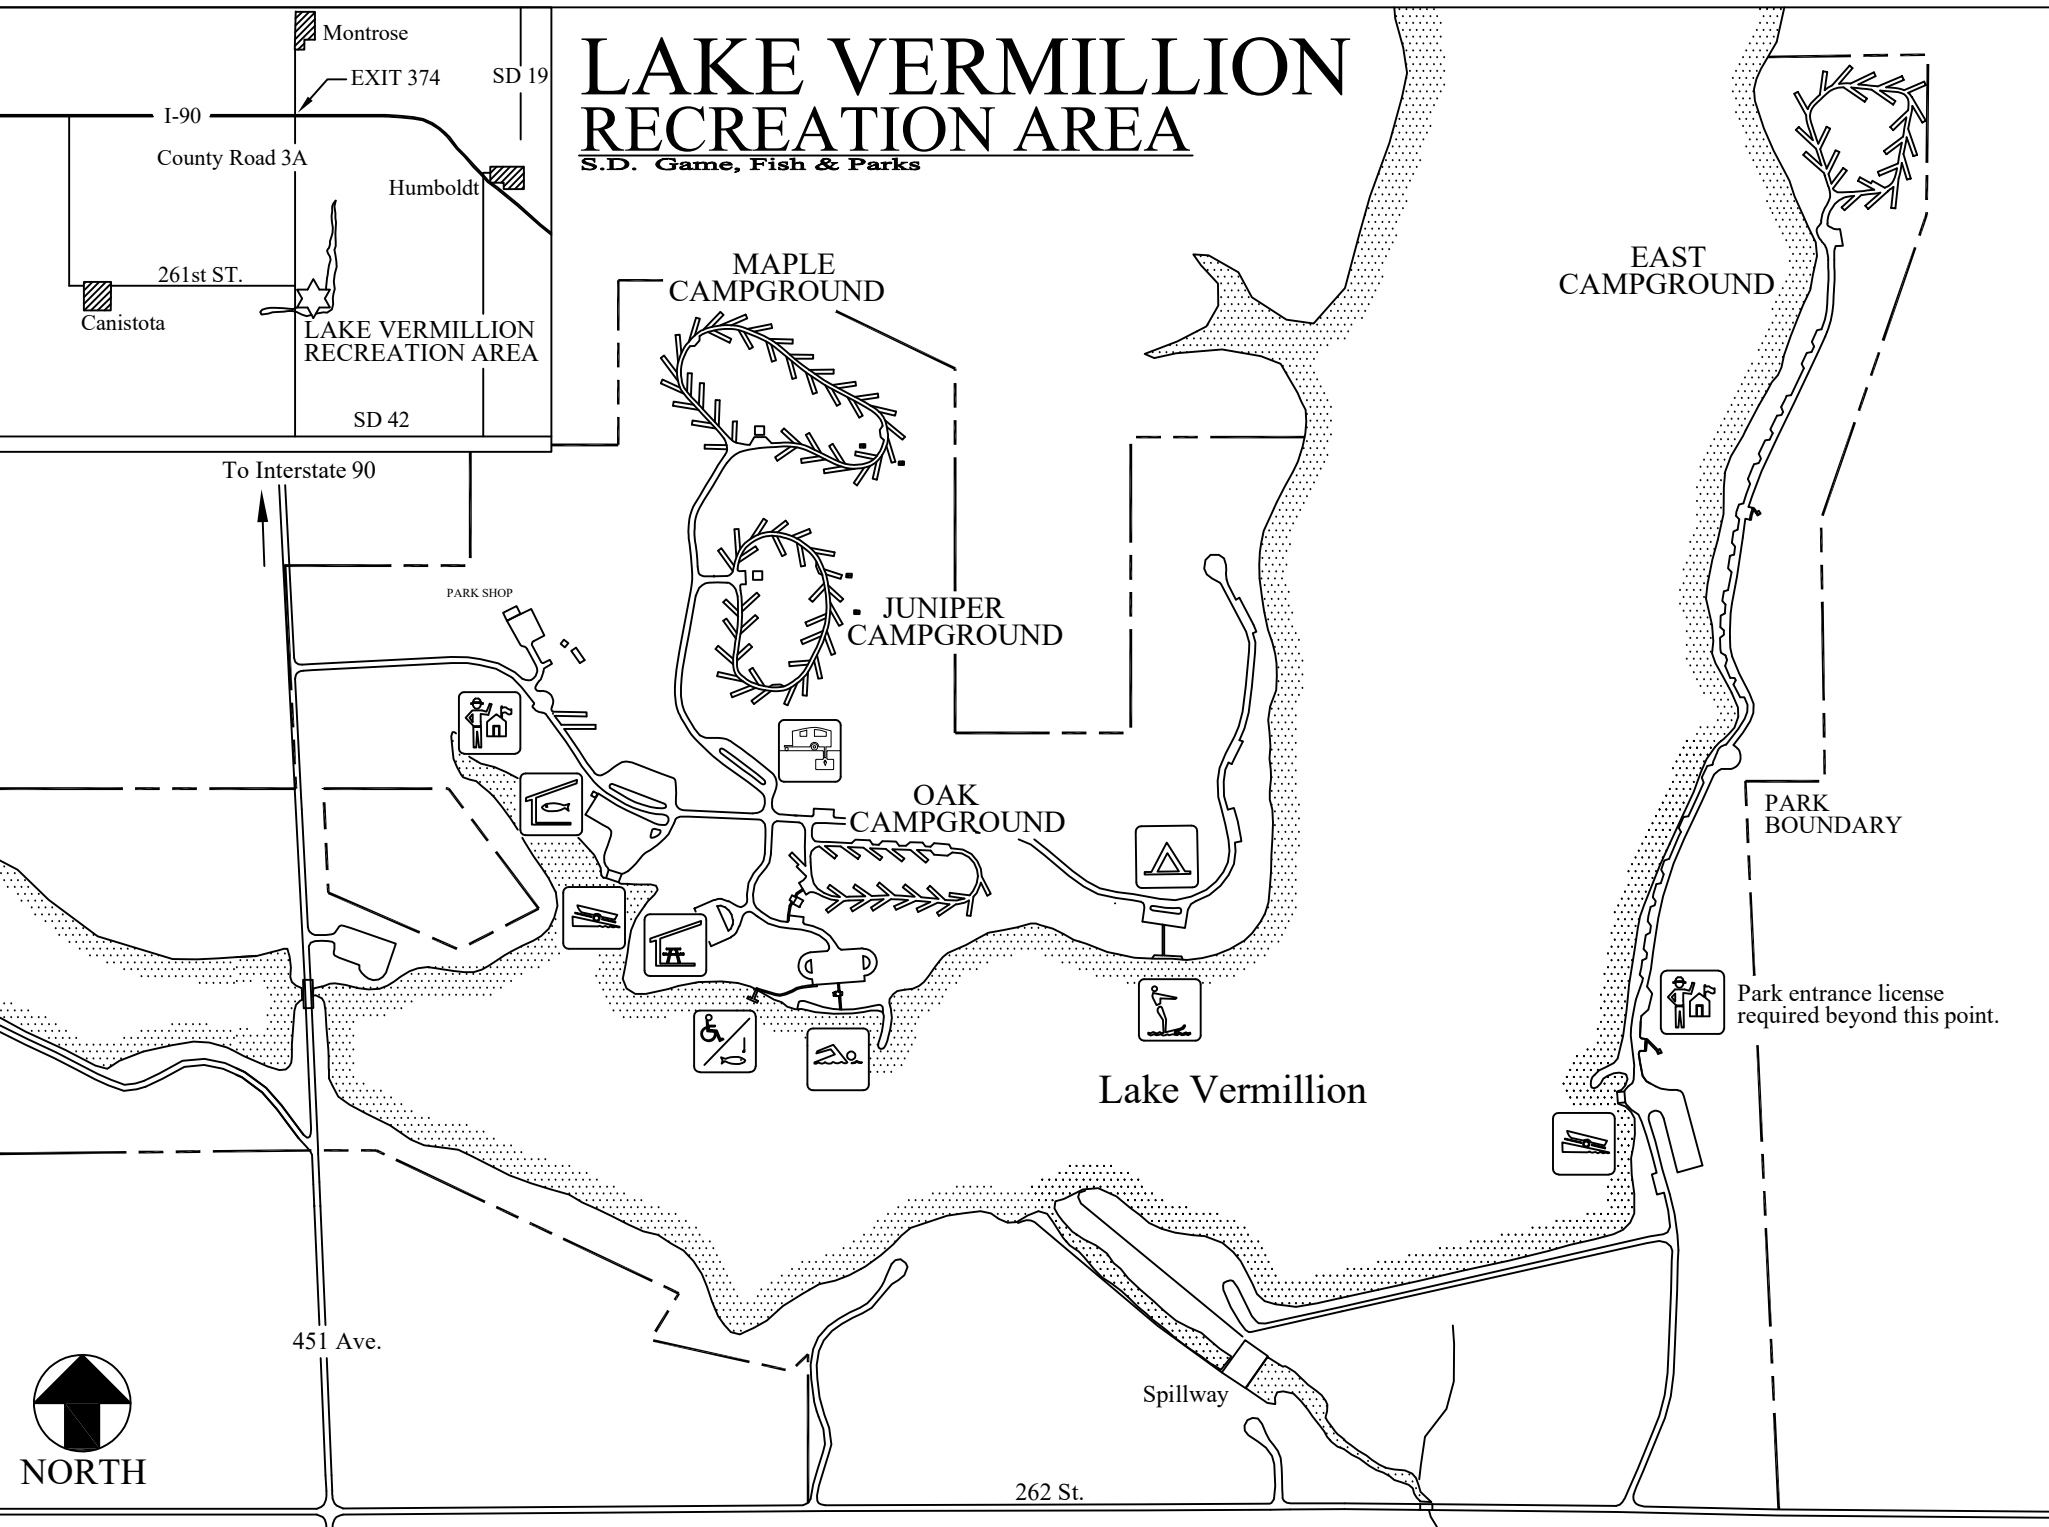 Montrose
EXIT 374
SD 19
I-90
County Road 3A
Humboldt
261st ST.
Canistota
LAKE VERMILLION
RECREATION AREA
SD 42
LAKE VERMILLION
RECREATION AREA
S.D. Game, Fish & Parks
To Interstate 90
MAPLE
CAMPGROUND
EAST
CAMPGROUND
PARK SHOP
JUNIPER
CAMPGROUND
OAK
CAMPGROUND
PARK
BOUNDARY
Park entrance license
required beyond this point.
Lake Vermillion
451 Ave.
Spillway
NORTH
262 St.